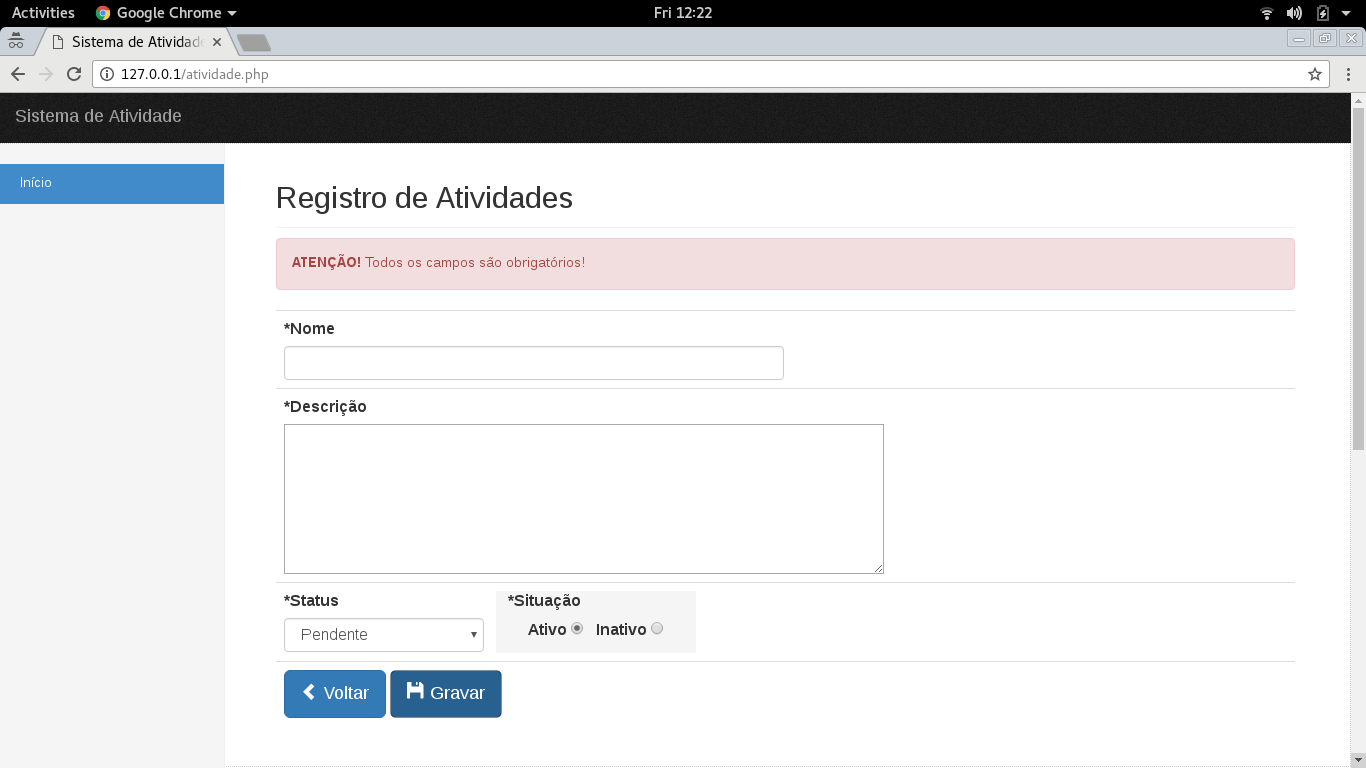 Activities Google Chrome Fri 12:22
Sistema de Atividade
127.0.0.1/atividade.php
Sistema de Atividade
Início
Registro de Atividades
ATENÇÃO! Todos os campos são obrigatórios!
*Nome
*Descrição
*Status *Situação
Pendente Ativo Inativo
Voltar Gravar